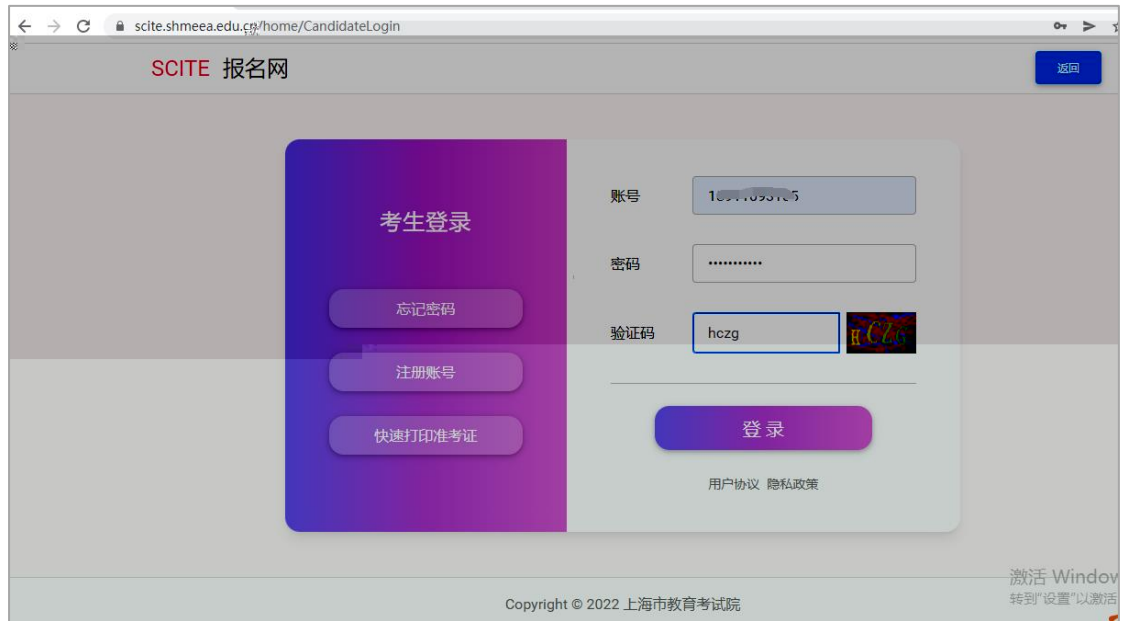 scite.shmeea.edu.cn/home/CandidateLogin
SCITE 报名网
返回
考生登录
忘记密码
注册账号
快速打印准考证
账号
密码
•••••••••••
验证码
hczg
HCZG
登录
用户协议 隐私政策
激活 Window
转到"设置"以激活
Copyright © 2022 上海市教育考试院